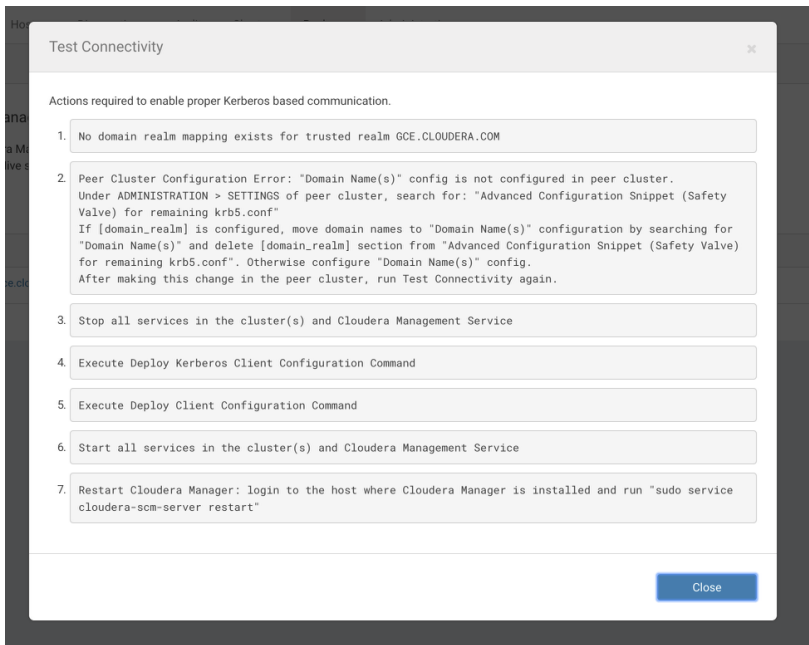 Ho
Test Connectivity
×
ana
ra Ma
live s
Actions required to enable proper Kerberos based communication.
1. No domain realm mapping exists for trusted realm GCE.CLOUDERA.COM
2. Peer Cluster Configuration Error: "Domain Name(s)" config is not configured in peer cluster.
Under ADMINISTRATION > SETTINGS of peer cluster, search for: "Advanced Configuration Snippet (Safety
Valve) for remaining krb5.conf"
If [domain_realm] is configured, move domain names to "Domain Name(s)" configuration by searching for
"Domain Name(s)" and delete [domain_realm] section from "Advanced Configuration Snippet (Safety Valve)
for remaining krb5.conf". Otherwise configure "Domain Name(s)" config.
After making this change in the peer cluster, run Test Connectivity again.
ce.clo
3. Stop all services in the cluster(s) and Cloudera Management Service
4. Execute Deploy Kerberos Client Configuration Command
5. Execute Deploy Client Configuration Command
6. Start all services in the cluster(s) and Cloudera Management Service
7. Restart Cloudera Manager: login to the host where Cloudera Manager is installed and run "sudo service
cloudera-scm-server restart"
Close